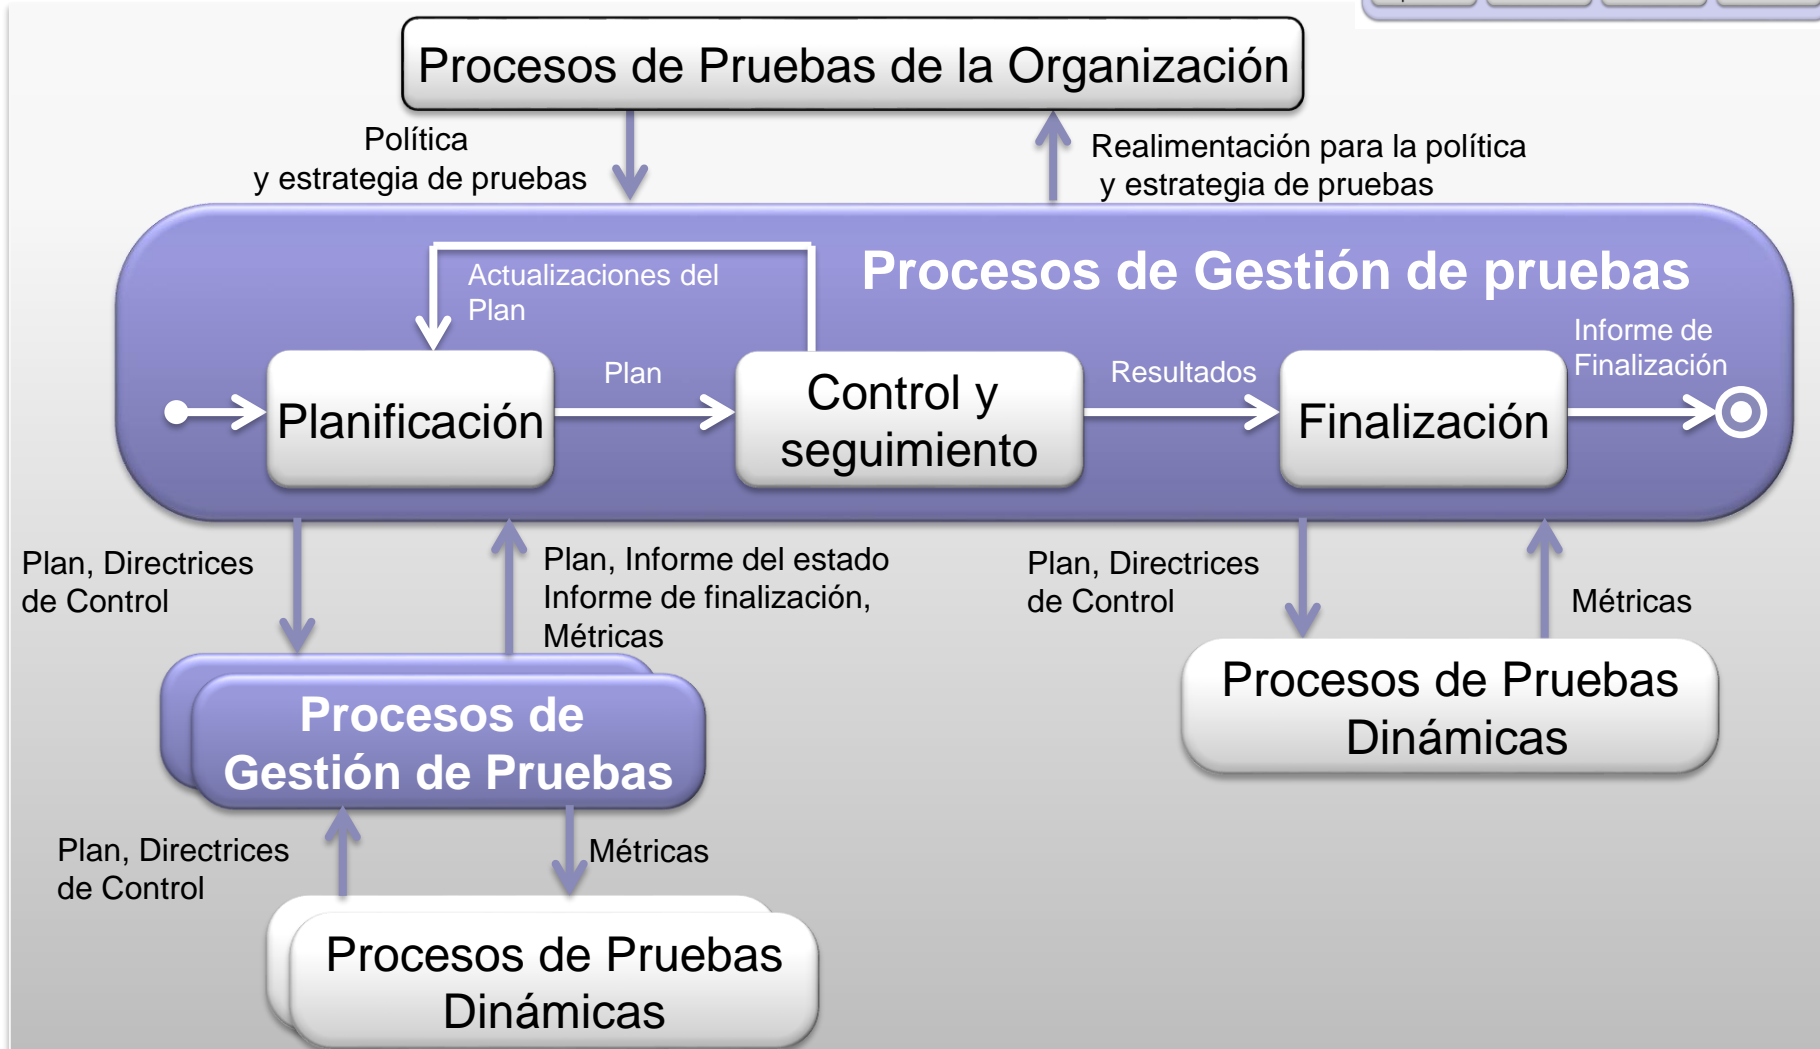 Procesos de Pruebas de la Organización
Política
y estrategia de pruebas
Realimentación para la política
y estrategia de pruebas
Procesos de Gestión de pruebas
Actualizaciones del
Plan
Informe de
Finalización
Planificación
Plan
Control y
seguimiento
Resultados
Finalización
Plan, Directrices
de Control
Plan, Informe del estado
Informe de finalización,
Métricas
Plan, Directrices
de Control
Métricas
Procesos de
Gestión de Pruebas
Procesos de Pruebas
Dinámicas
Plan, Directrices
de Control
Métricas
Procesos de Pruebas
Dinámicas